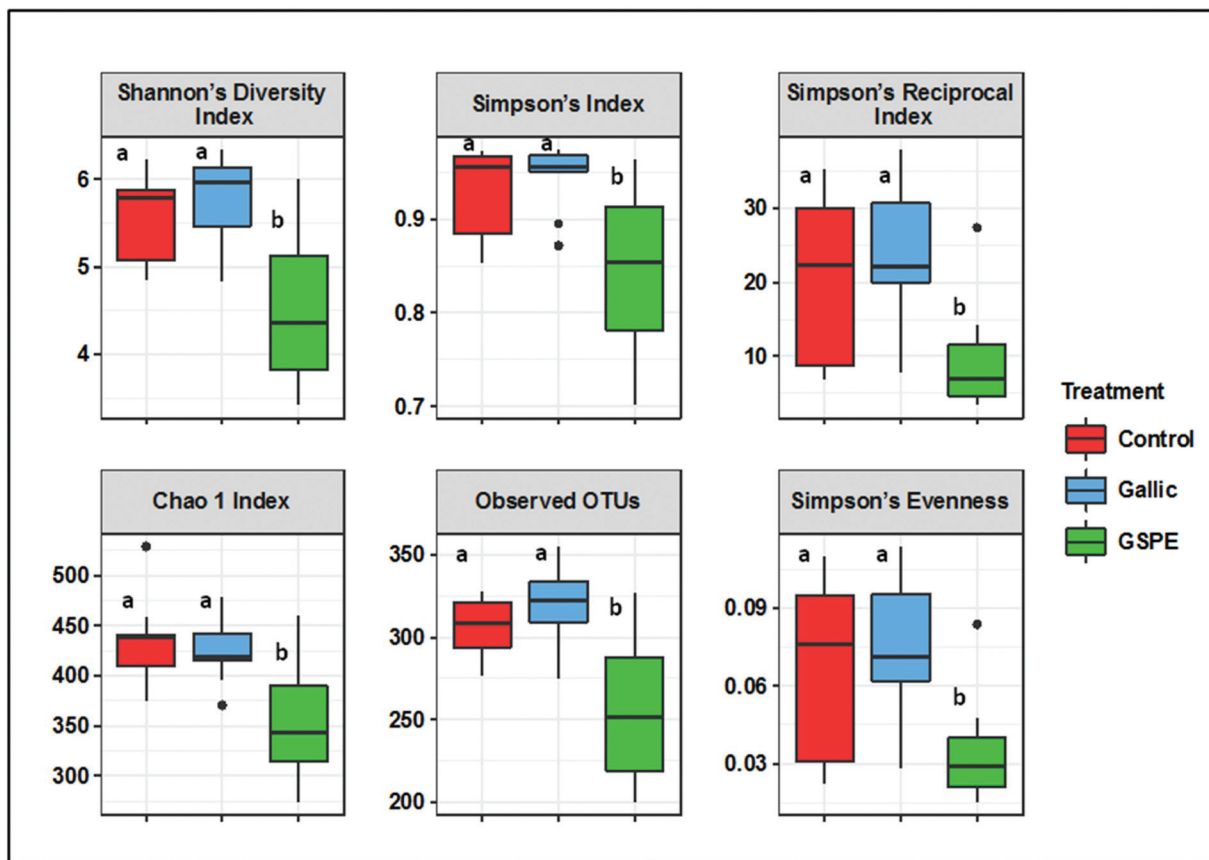 Shannon's Diversity Index
Simpson's Index
Simpson's Reciprocal Index
6
5
4
a
a
b
0.9
0.8
0.7
a
a
b
30
20
10
a
a
b
Chao 1 Index
Observed OTUs
Simpson's Evenness
500
450
400
350
300
a
a
b
350
300
250
200
a
a
b
0.09
0.06
0.03
a
a
b
Treatment
Control
Gallic
GSPE